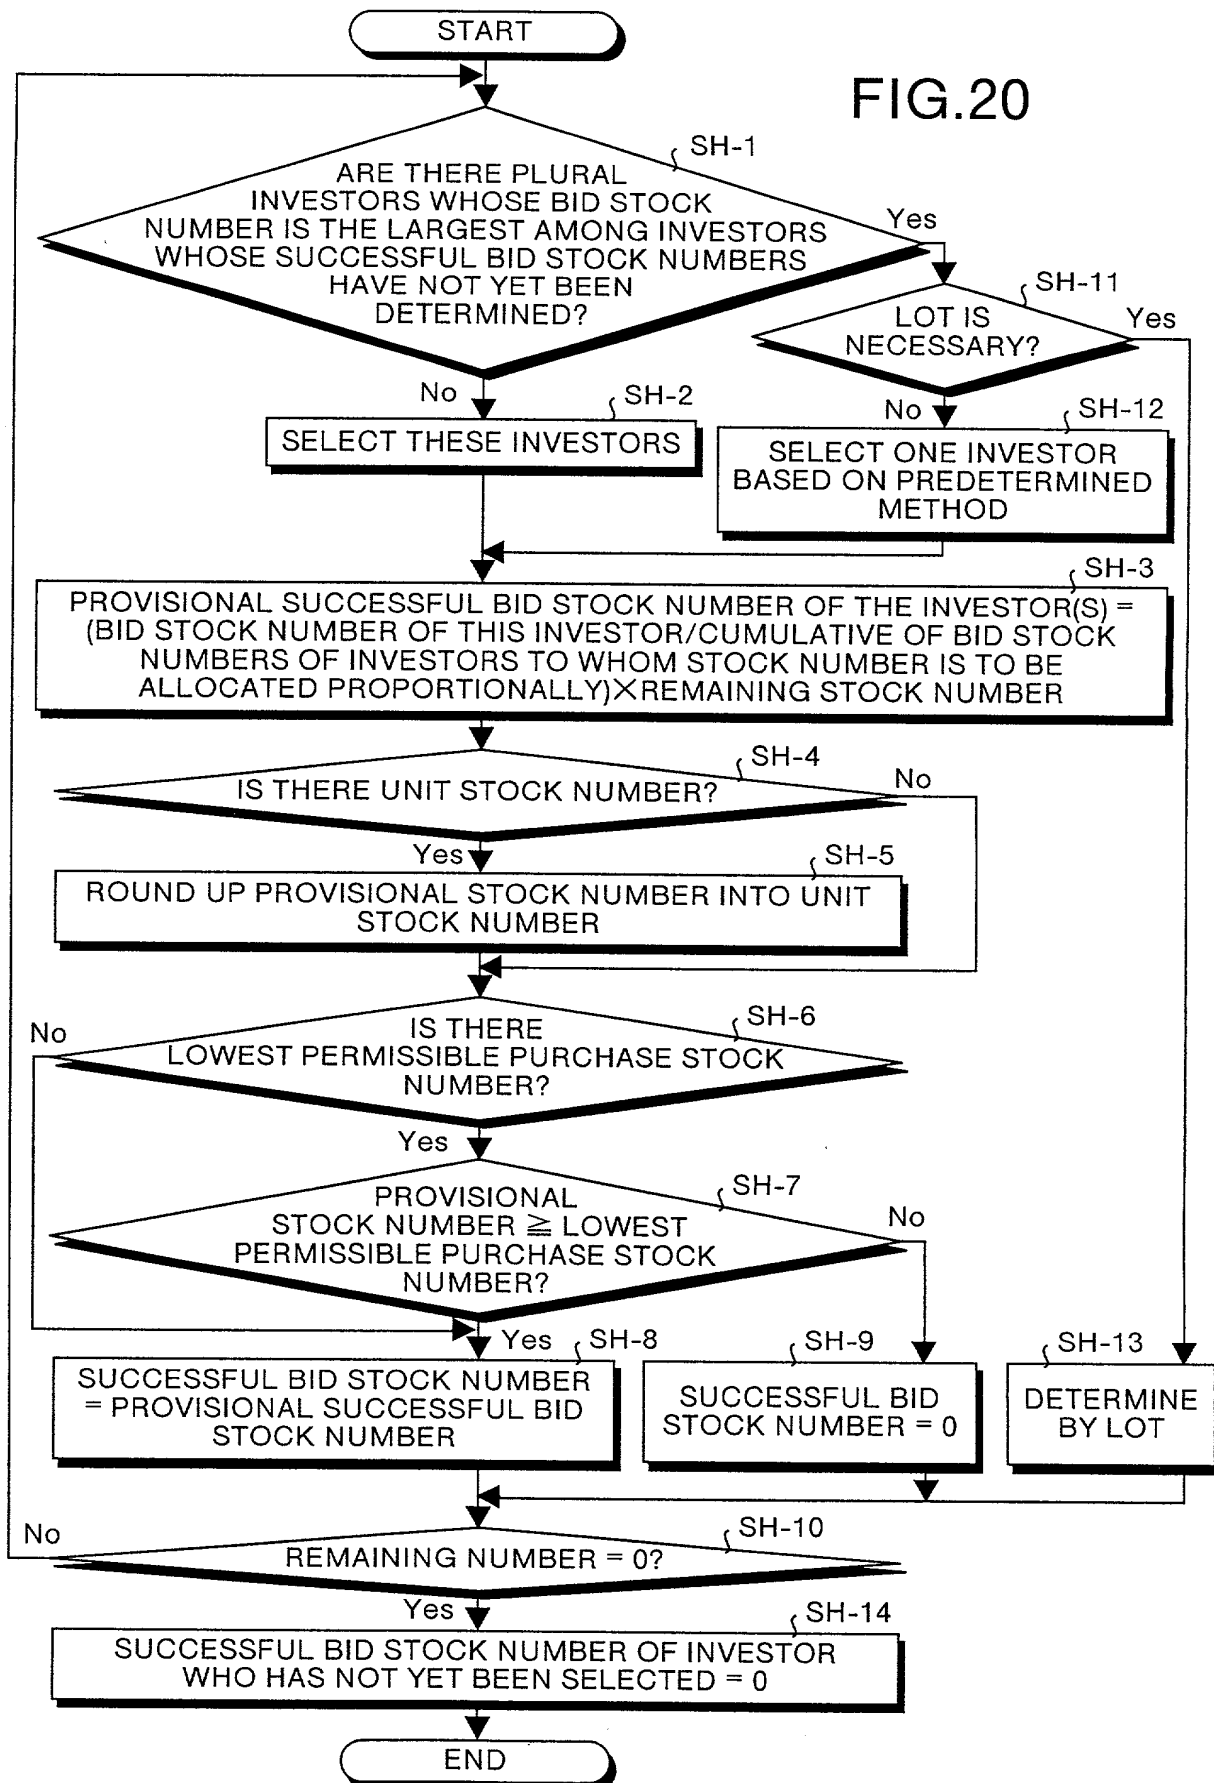 START
FIG.20
SH-1
ARE THERE PLURAL
INVESTORS WHOSE BID STOCK
NUMBER IS THE LARGEST AMONG INVESTORS
WHOSE SUCCESSFUL BID STOCK NUMBERS
HAVE NOT YET BEEN
DETERMINED?
Yes
SH-11
LOT IS
NECESSARY?
Yes
No
SH-2
SELECT THESE INVESTORS
No
SH-12
SELECT ONE INVESTOR
BASED ON PREDETERMINED
METHOD
SH-3
PROVISIONAL SUCCESSFUL BID STOCK NUMBER OF THE INVESTOR(S) =
(BID STOCK NUMBER OF THIS INVESTOR/CUMULATIVE OF BID STOCK
NUMBERS OF INVESTORS TO WHOM STOCK NUMBER IS TO BE
ALLOCATED PROPORTIONALLY)×REMAINING STOCK NUMBER
SH-4
IS THERE UNIT STOCK NUMBER?
No
Yes
SH-5
ROUND UP PROVISIONAL STOCK NUMBER INTO UNIT
STOCK NUMBER
No
SH-6
IS THERE
LOWEST PERMISSIBLE PURCHASE STOCK
NUMBER?
Yes
SH-7
PROVISIONAL
STOCK NUMBER ≧ LOWEST
PERMISSIBLE PURCHASE STOCK
NUMBER?
No
Yes
SH-8
SUCCESSFUL BID STOCK NUMBER
= PROVISIONAL SUCCESSFUL BID
STOCK NUMBER
SH-9
SUCCESSFUL BID
STOCK NUMBER = 0
SH-13
DETERMINE
BY LOT
No
SH-10
REMAINING NUMBER = 0?
Yes
SH-14
SUCCESSFUL BID STOCK NUMBER OF INVESTOR
WHO HAS NOT YET BEEN SELECTED = 0
END